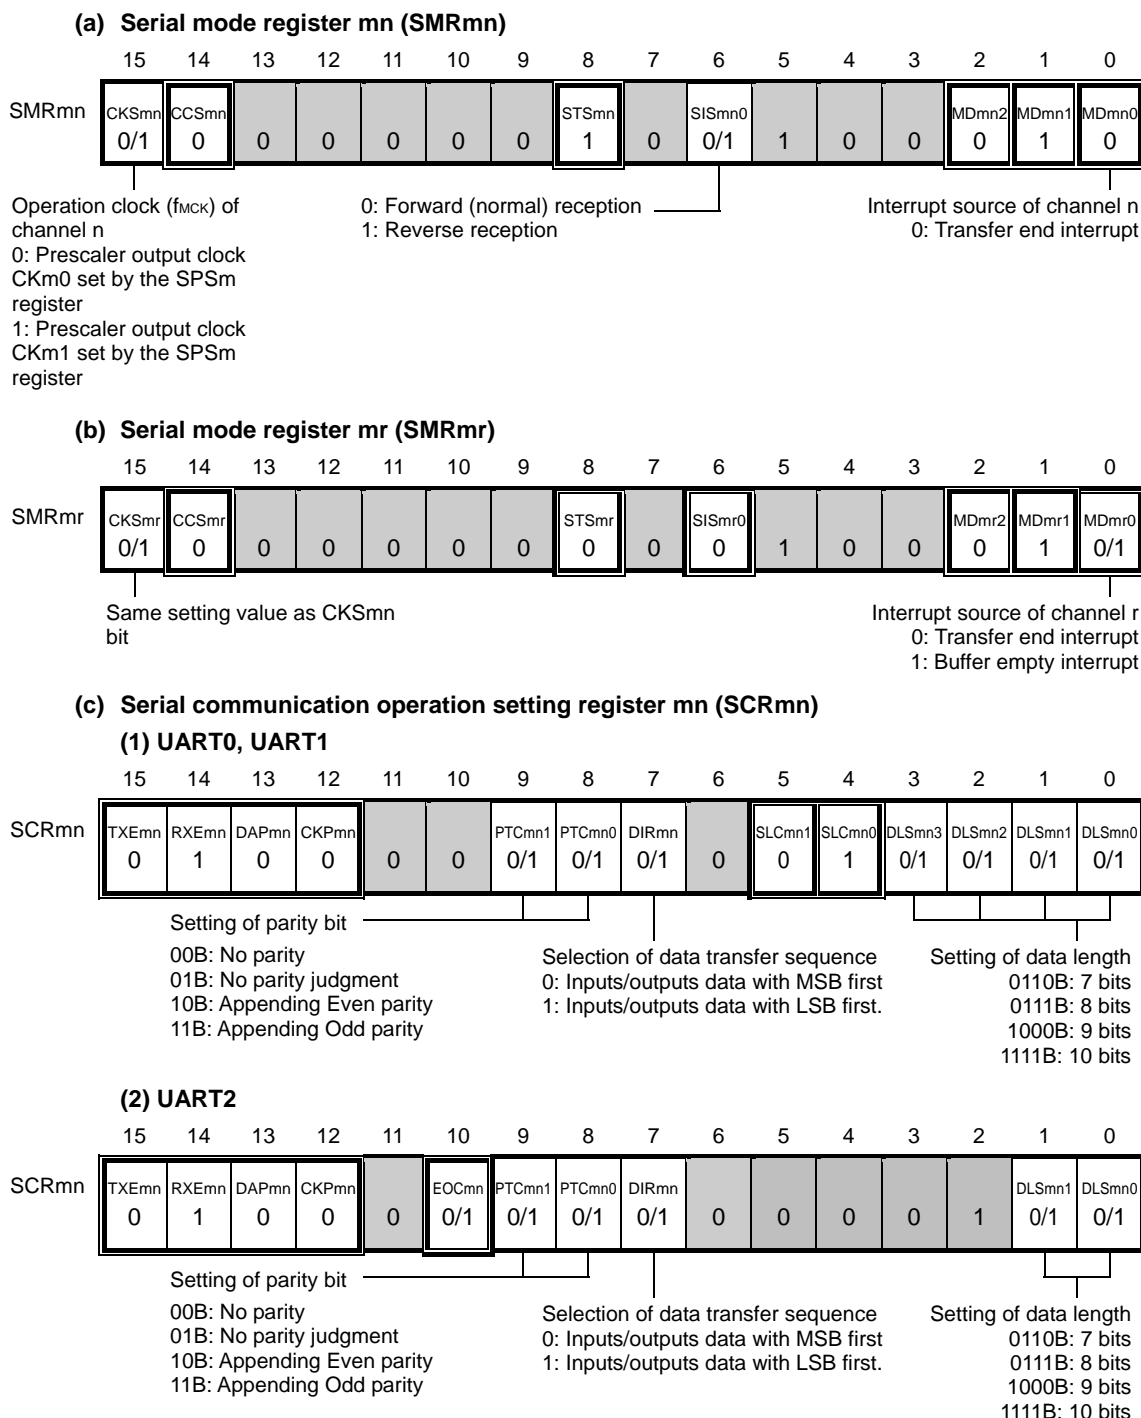 (a) Serial mode register mn (SMRmn)
15 14 13 12 11 10 9 8 7 6 5 4 3 2 1 0
SMRmn CKSmn CCSmn STSmn SISmn0 MDmn2 MDmn1 MDmn0
0/1 0 0 0 0 0 0 1 0 0/1 1 0 0 0 1 0
Operation clock (fMCK) of
channel n
0: Prescaler output clock
CKm0 set by the SPSm
register
1: Prescaler output clock
CKm1 set by the SPSm
register
0: Forward (normal) reception
1: Reverse reception
Interrupt source of channel n
0: Transfer end interrupt
(b) Serial mode register mr (SMRmr)
15 14 13 12 11 10 9 8 7 6 5 4 3 2 1 0
SMRmr CKSmr CCSmr STSmr SISmr0 MDmr2 MDmr1 MDmr0
0/1 0 0 0 0 0 0 0 0 0 1 0 0 0 1 0/1
Same setting value as CKSmn
bit
Interrupt source of channel r
0: Transfer end interrupt
1: Buffer empty interrupt
(c) Serial communication operation setting register mn (SCRmn)
(1) UART0, UART1
15 14 13 12 11 10 9 8 7 6 5 4 3 2 1 0
SCRmn TXEmn RXEmn DAPmn CKPmn PTCmn1 PTCmn0 DIRmn SLCmn1 SLCmn0 DLSmn3 DLSmn2 DLSmn1 DLSmn0
0 1 0 0 0 0 0/1 0/1 0/1 0 0 1 0/1 0/1 0/1 0/1
Setting of parity bit
00B: No parity
01B: No parity judgment
10B: Appending Even parity
11B: Appending Odd parity
Selection of data transfer sequence
0: Inputs/outputs data with MSB first
1: Inputs/outputs data with LSB first.
Setting of data length
0110B: 7 bits
0111B: 8 bits
1000B: 9 bits
1111B: 10 bits
(2) UART2
15 14 13 12 11 10 9 8 7 6 5 4 3 2 1 0
SCRmn TXEmn RXEmn DAPmn CKPmn EOCmn PTCmn1 PTCmn0 DIRmn DLSmn1 DLSmn0
0 1 0 0 0 0/1 0/1 0/1 0/1 0 0 0 0 1 0/1 0/1
Setting of parity bit
00B: No parity
01B: No parity judgment
10B: Appending Even parity
11B: Appending Odd parity
Selection of data transfer sequence
0: Inputs/outputs data with MSB first
1: Inputs/outputs data with LSB first.
Setting of data length
0110B: 7 bits
0111B: 8 bits
1000B: 9 bits
1111B: 10 bits